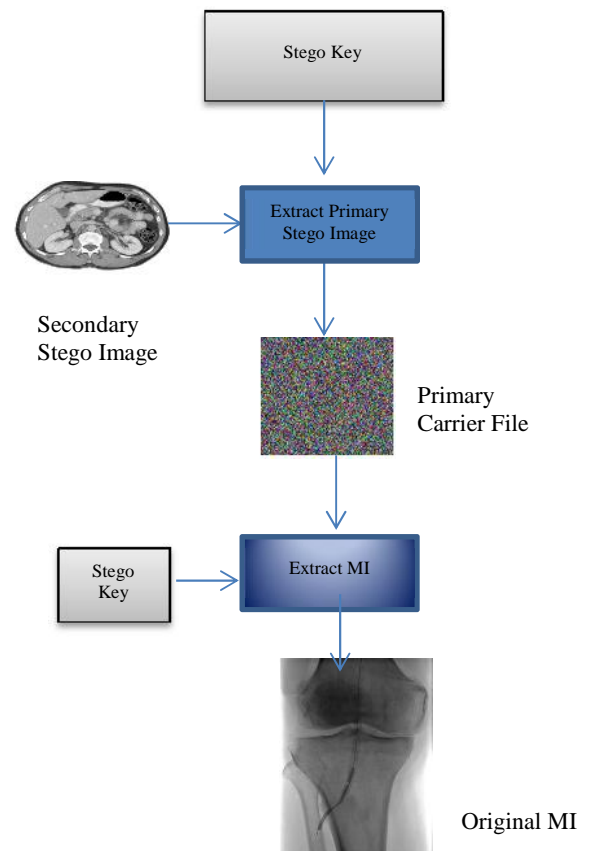 Stego Key
Extract Primary
Stego Image
Secondary
Stego Image
Primary
Carrier File
Stego
Key
Extract MI
Original MI